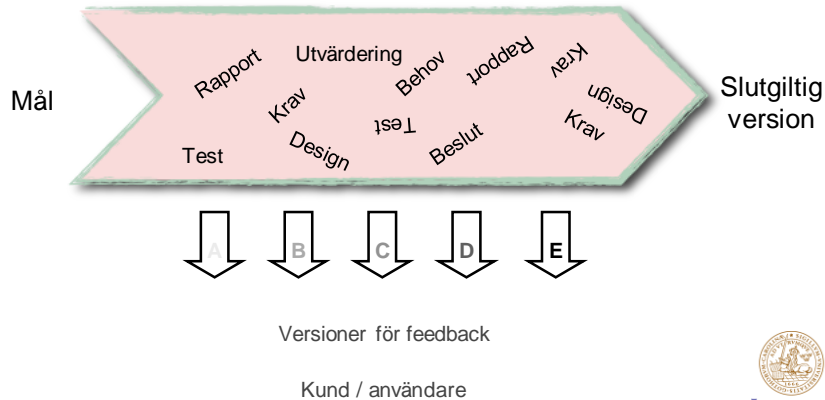 Mål
Rapport
Utvärdering
Behov
Rapport
Krav
Krav
Test
Design
Krav
Test
Design
Beslut
Slutgiltig
version
A
B
C
D
E
Versioner för feedback
Kund / användare